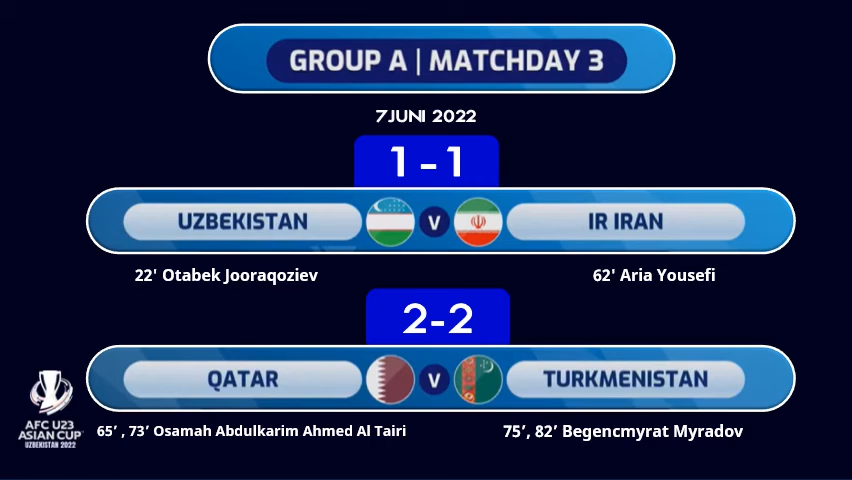 GROUP A | MATCHDAY 3
7JUNI 2022
1-1
UZBEKISTAN V IR IRAN
22' Otabek Jooraqoziev 62' Aria Yousefi
2-2
QATAR V TURKMENISTAN
65’ , 73’ Osamah Abdulkarim Ahmed Al Tairi 75’, 82’ Begencmyrat Myradov
AFC U23
ASIAN CUP
UZBEKISTAN 2022